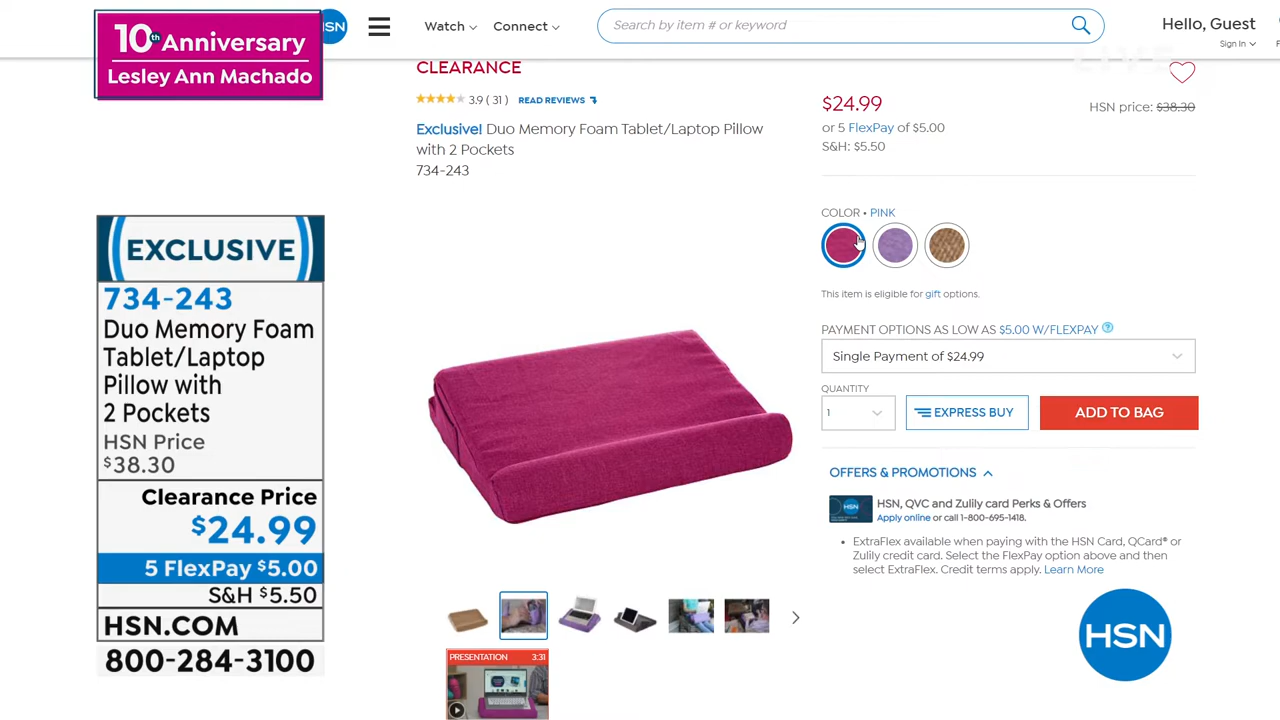 10th Anniversary
Lesley Ann Machado
HSN
Watch
Connect
Search by item # or keyword
Hello, Guest
Sign In
LIVE
CLEARANCE
3.9 ( 31 ) READ REVIEWS
Exclusive! Duo Memory Foam Tablet/Laptop Pillow
with 2 Pockets
734-243
$24.99
HSN price: $38.30
or 5 FlexPay of $5.00
S&H: $5.50
COLOR • PINK
This item is eligible for gift options.
PAYMENT OPTIONS AS LOW AS $5.00 W/FLEXPAY ?
Single Payment of $24.99
QUANTITY
1
EXPRESS BUY
ADD TO BAG
OFFERS & PROMOTIONS
HSN
HSN, QVC and Zulily card Perks & Offers
Apply online or call 1-800-695-1418.
• ExtraFlex available when paying with the HSN Card, QCard® or
Zulily credit card. Select the FlexPay option above and then
select ExtraFlex. Credit terms apply. Learn More
EXCLUSIVE
734-243
Duo Memory Foam
Tablet/Laptop
Pillow with
2 Pockets
HSN Price
$38.30
Clearance Price
$24.99
5 FlexPay $5.00
S&H $5.50
HSN.COM
800-284-3100
PRESENTATION 3:31
HSN